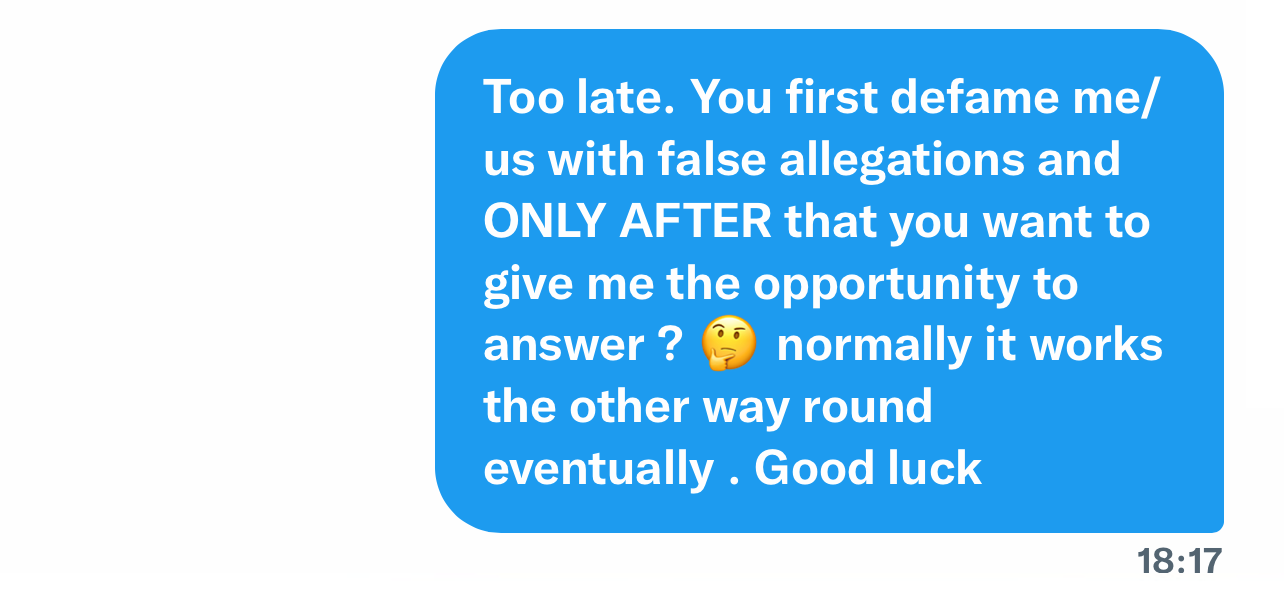 Too late. You first defame me/
us with false allegations and
ONLY AFTER that you want to
give me the opportunity to
answer ? 🤔 normally it works
the other way round
eventually . Good luck
18:17